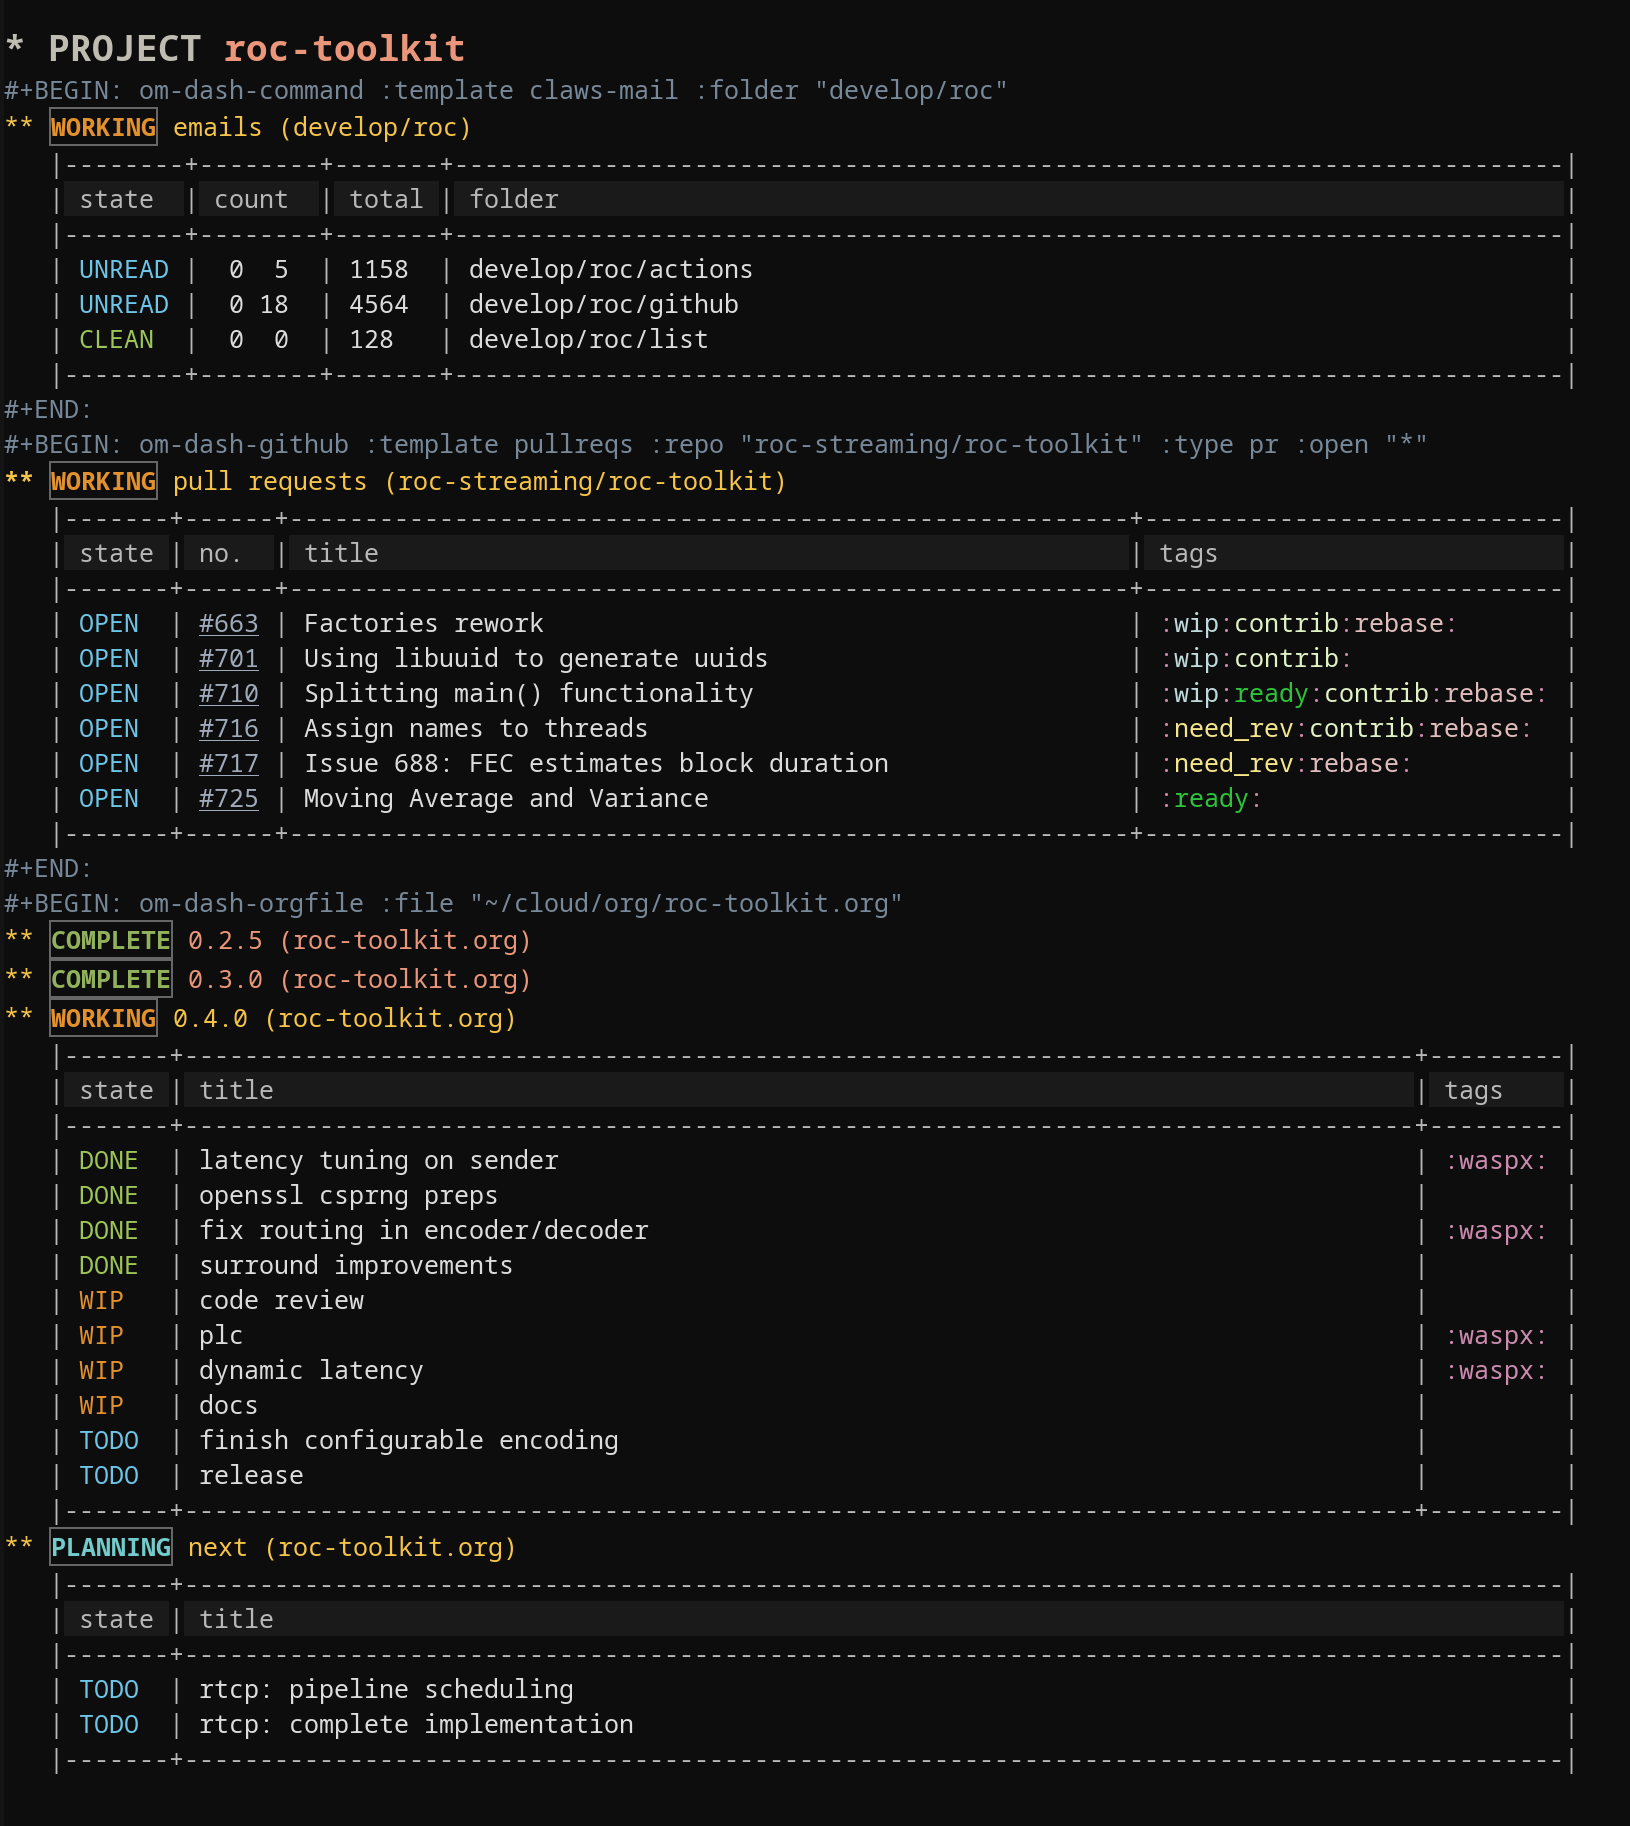 * PROJECT roc-toolkit
#+BEGIN: om-dash-command :template claws-mail :folder "develop/roc"
** WORKING emails (develop/roc)
|--------+--------+-------+--------------------------------------------------------------------------|
| state  | count  | total | folder                                                                   |
|--------+--------+-------+--------------------------------------------------------------------------|
| UNREAD |  0  5  | 1158  | develop/roc/actions                                                      |
| UNREAD |  0 18  | 4564  | develop/roc/github                                                       |
| CLEAN  |  0  0  | 128   | develop/roc/list                                                         |
|--------+--------+-------+--------------------------------------------------------------------------|
#+END:
#+BEGIN: om-dash-github :template pullreqs :repo "roc-streaming/roc-toolkit" :type pr :open "*"
** WORKING pull requests (roc-streaming/roc-toolkit)
|-------+------+--------------------------------------------------------+----------------------------|
| state | no.  | title                                                  | tags                       |
|-------+------+--------------------------------------------------------+----------------------------|
| OPEN  | #663 | Factories rework                                       | :wip:contrib:rebase:       |
| OPEN  | #701 | Using libuuid to generate uuids                        | :wip:contrib:              |
| OPEN  | #710 | Splitting main() functionality                         | :wip:ready:contrib:rebase: |
| OPEN  | #716 | Assign names to threads                                | :need_rev:contrib:rebase:  |
| OPEN  | #717 | Issue 688: FEC estimates block duration                | :need_rev:rebase:          |
| OPEN  | #725 | Moving Average and Variance                            | :ready:                    |
|-------+------+--------------------------------------------------------+----------------------------|
#+END:
#+BEGIN: om-dash-orgfile :file "~/cloud/org/roc-toolkit.org"
** COMPLETE 0.2.5 (roc-toolkit.org)
** COMPLETE 0.3.0 (roc-toolkit.org)
** WORKING 0.4.0 (roc-toolkit.org)
|-------+----------------------------------------------------------------------------------+---------|
| state | title                                                                            | tags    |
|-------+----------------------------------------------------------------------------------+---------|
| DONE  | latency tuning on sender                                                         | :waspx: |
| DONE  | openssl csprng preps                                                             |         |
| DONE  | fix routing in encoder/decoder                                                   | :waspx: |
| DONE  | surround improvements                                                            |         |
| WIP   | code review                                                                      |         |
| WIP   | plc                                                                              | :waspx: |
| WIP   | dynamic latency                                                                  | :waspx: |
| WIP   | docs                                                                             |         |
| TODO  | finish configurable encoding                                                     |         |
| TODO  | release                                                                          |         |
|-------+----------------------------------------------------------------------------------+---------|
** PLANNING next (roc-toolkit.org)
|-------+--------------------------------------------------------------------------------------------|
| state | title                                                                                      |
|-------+--------------------------------------------------------------------------------------------|
| TODO  | rtcp: pipeline scheduling                                                                  |
| TODO  | rtcp: complete implementation                                                              |
|-------+--------------------------------------------------------------------------------------------|